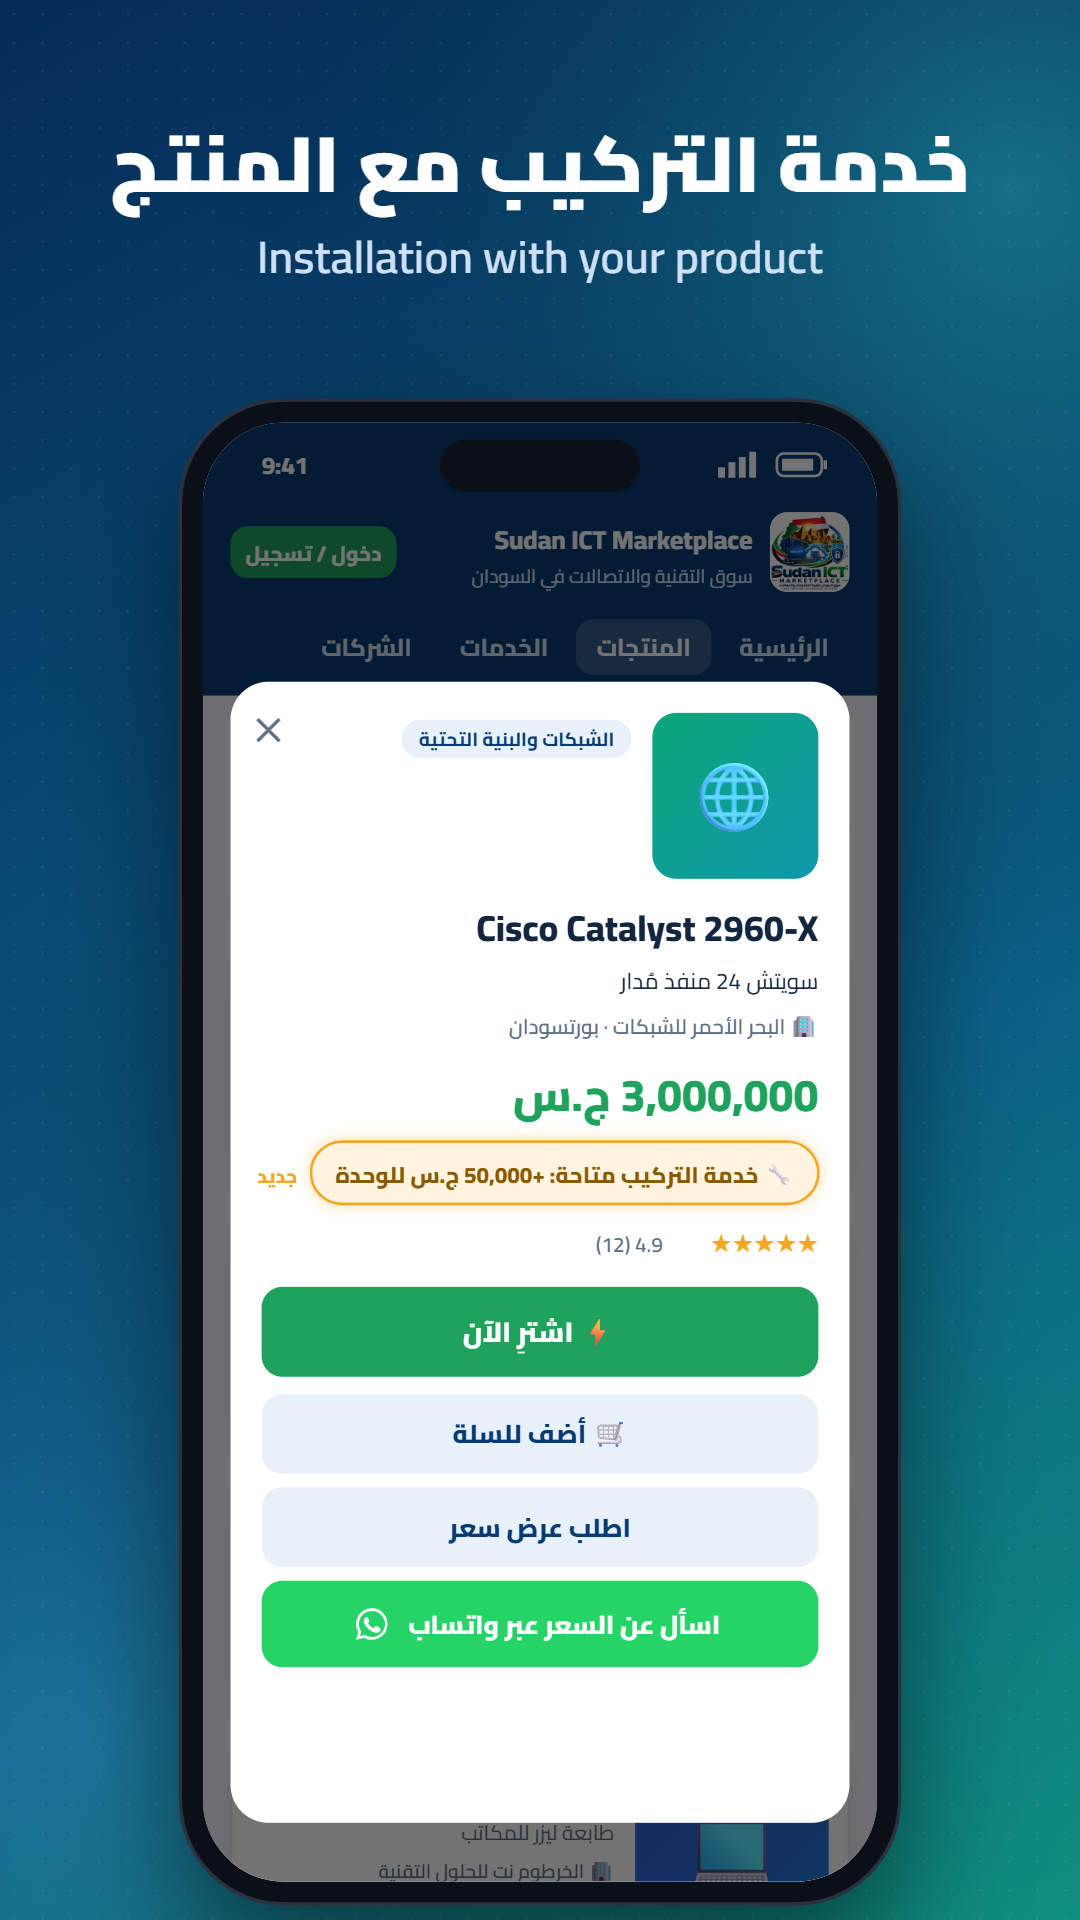 خدمة التركيب مع المنتج
Installation with your product
9:41
Sudan ICT Marketplace
سوق التقنية والاتصالات في السودان
دخول / تسجيل
Sudan ICT
MARKETPLACE
الرئيسية
المنتجات
الخدمات
الشركات
الشبكات والبنية التحتية
Cisco Catalyst 2960-X
سويتش 24 منفذ مُدار
البحر الأحمر للشبكات · بورتسودان
3,000,000 ج.س
خدمة التركيب متاحة: +50,000 ج.س للوحدة
جديد
★★★★★ 4.9 (12)
اشترِ الآن
أضف للسلة
اطلب عرض سعر
اسأل عن السعر عبر واتساب
طابعة ليزر للمكاتب
الخرطوم نت للحلول التقنية